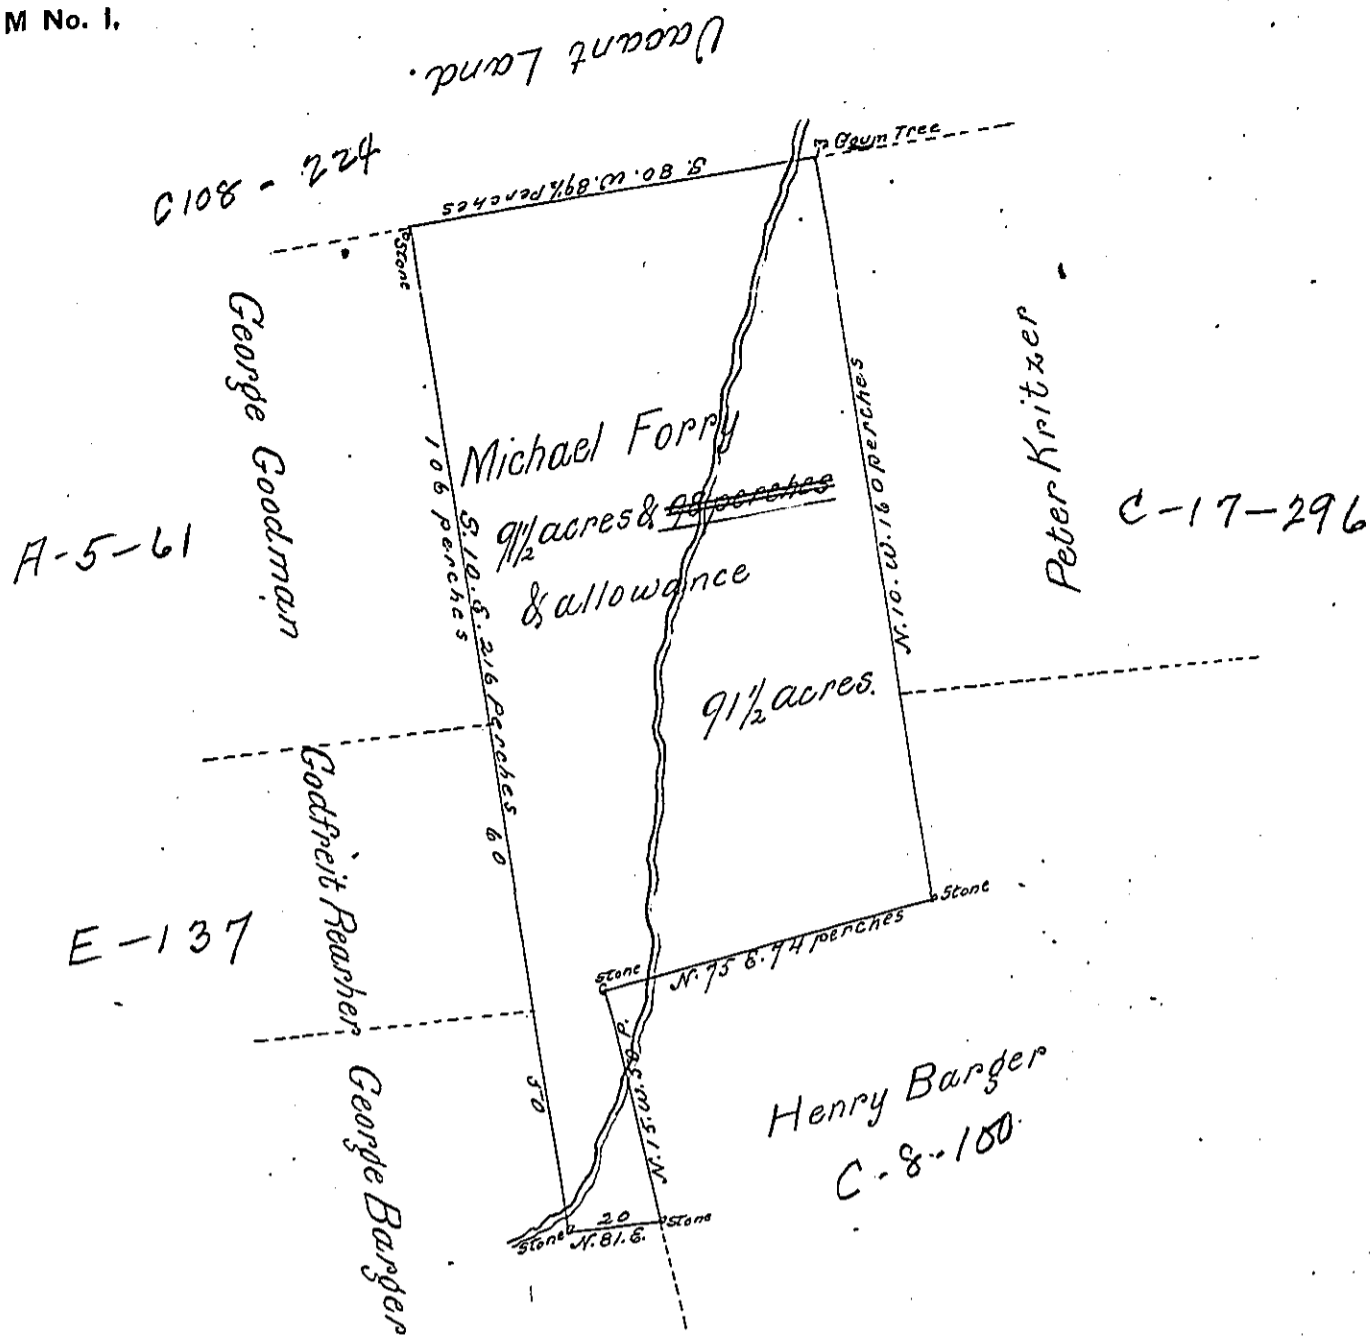 M No. 1.
Vacant Land.
C108 - 224
S. 80. W. 89½ Perches
Goum Tree
Stone
George Goodman
A-5-61
106 perches
S. 10. E. 216 Perches
60
50
Michael Forry
91½ acres & 98 perches
& allowance
91½ acres.
N. 10. W. 160 perches
Peter Kritzer
C-17-296
Godfreit Rearher
E-137
Stone
N. 75 E. 74 perches
Stone
N. 15. W. 50 p.
George Barger
Henry Barger
C-8-100
20
N. 81. E.
Stone
Stone